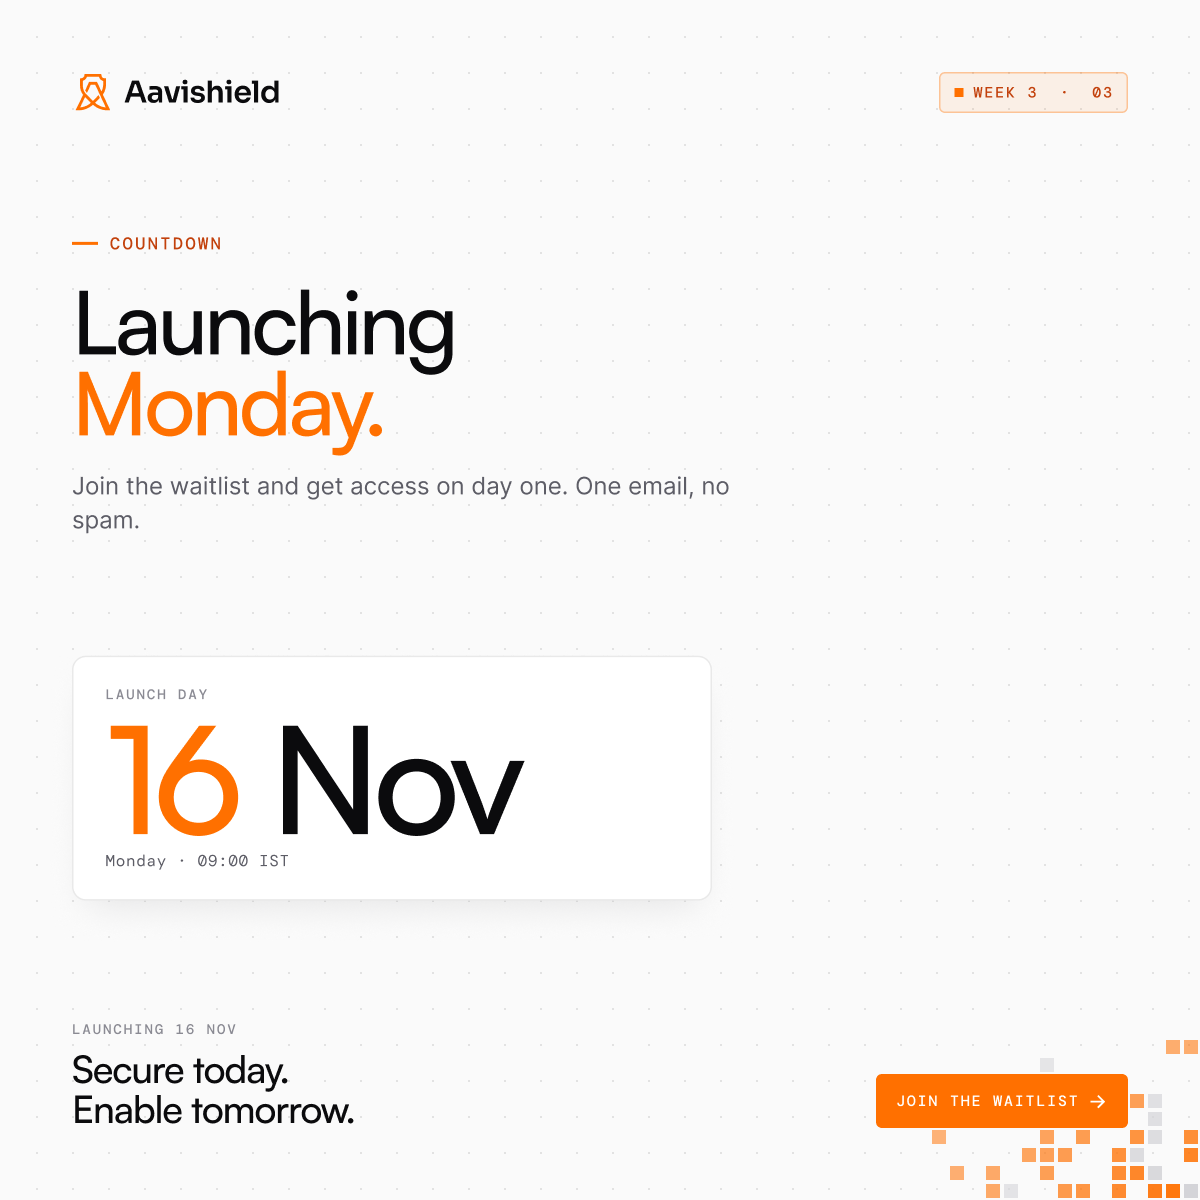 Aavishield
WEEK 3 · 03
COUNTDOWN
Launching
Monday.
Join the waitlist and get access on day one. One email, no
spam.
LAUNCH DAY
16 Nov
Monday · 09:00 IST
LAUNCHING 16 NOV
Secure today.
Enable tomorrow.
JOIN THE WAITLIST →